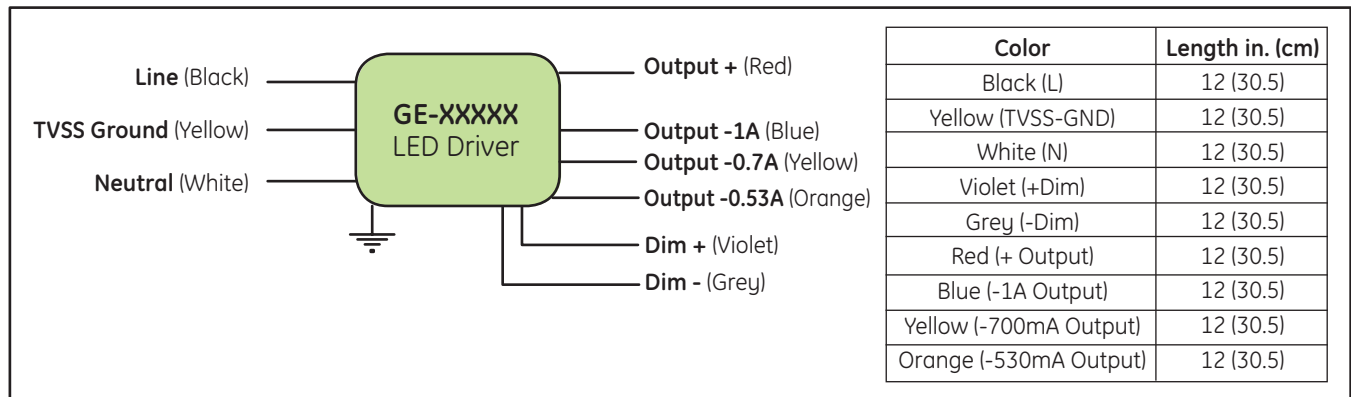 Line (Black)
TVSS Ground (Yellow)
Neutral (White)
GE-XXXXX
LED Driver
Output + (Red)
Output -1A (Blue)
Output -0.7A (Yellow)
Output -0.53A (Orange)
Dim + (Violet)
Dim - (Grey)
Color Length in. (cm)
Black (L) 12 (30.5)
Yellow (TVSS-GND) 12 (30.5)
White (N) 12 (30.5)
Violet (+Dim) 12 (30.5)
Grey (-Dim) 12 (30.5)
Red (+ Output) 12 (30.5)
Blue (-1A Output) 12 (30.5)
Yellow (-700mA Output) 12 (30.5)
Orange (-530mA Output) 12 (30.5)